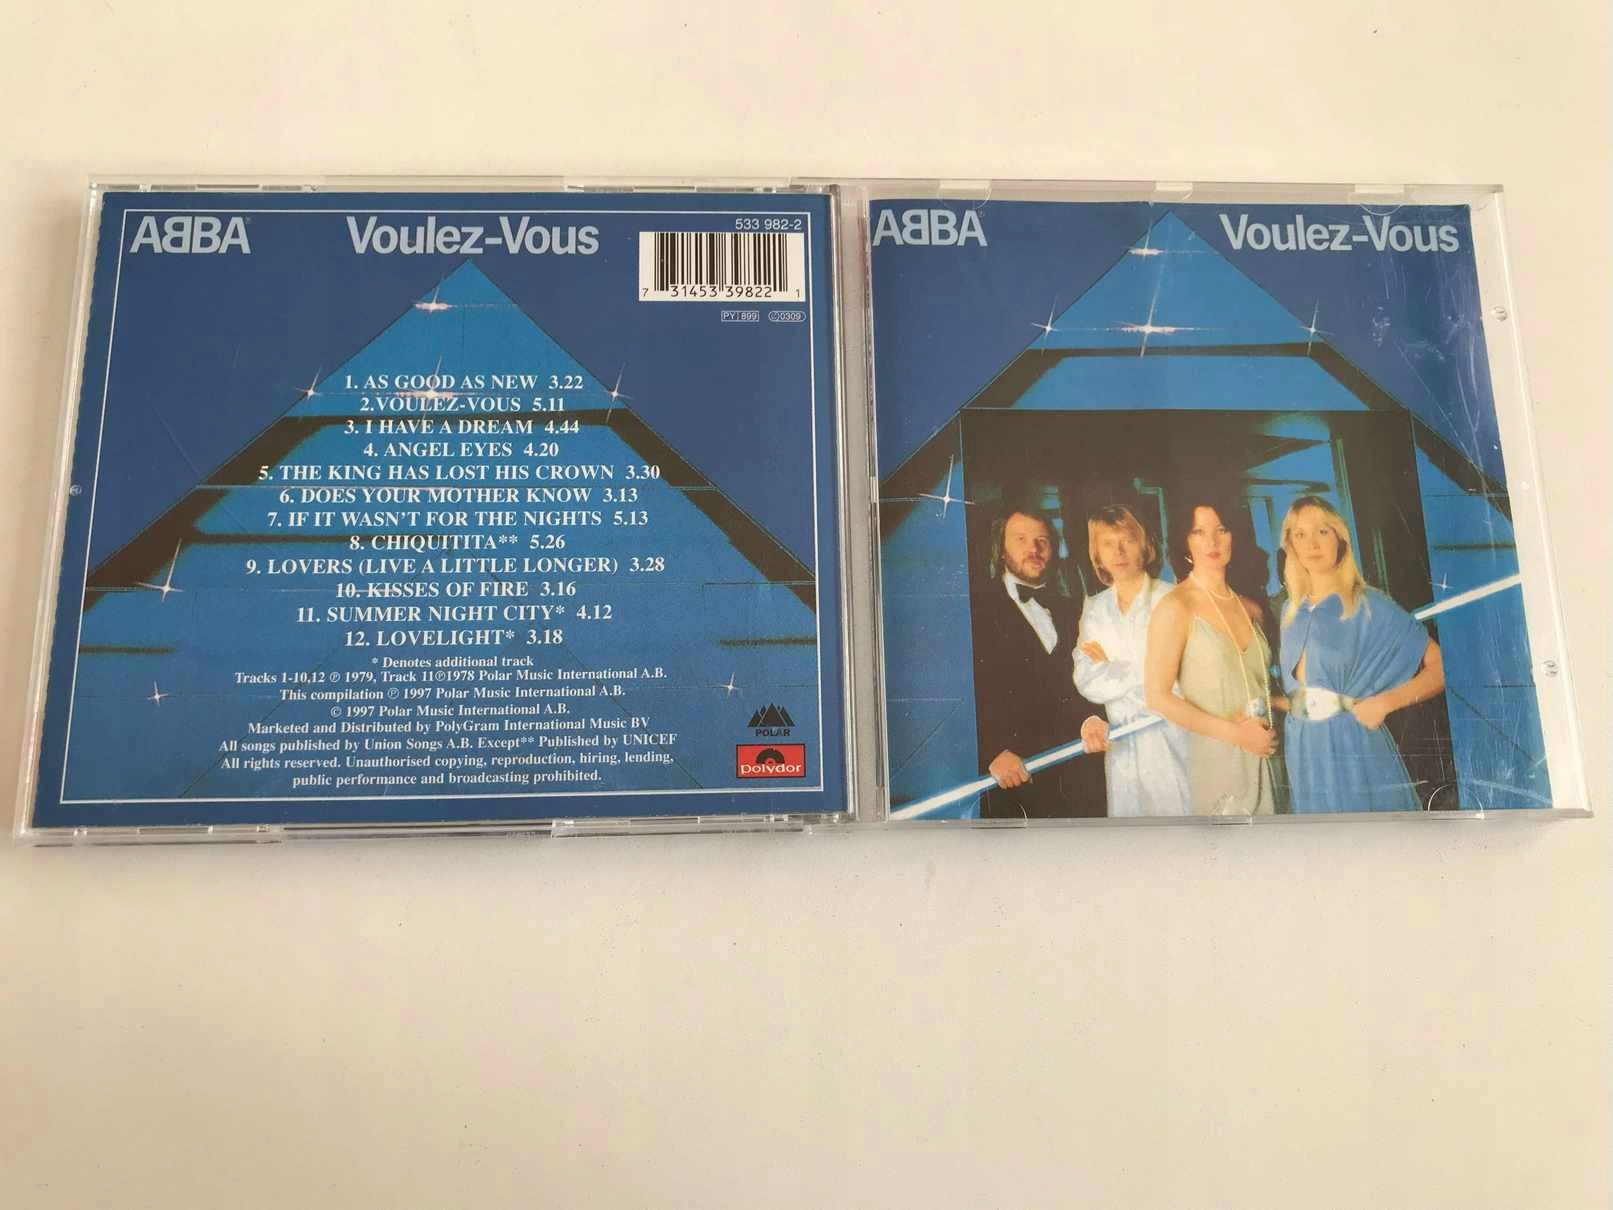 ABBA Voulez-Vous
533 982-2
7 31453 39822 1
PY 899 0309
1. AS GOOD AS NEW 3.22
2.VOULEZ-VOUS 5.11
3. I HAVE A DREAM 4.44
4. ANGEL EYES 4.20
5. THE KING HAS LOST HIS CROWN 3.30
6. DOES YOUR MOTHER KNOW 3.13
7. IF IT WASN'T FOR THE NIGHTS 5.13
8. CHIQUITITA** 5.26
9. LOVERS (LIVE A LITTLE LONGER) 3.28
10. KISSES OF FIRE 3.16
11. SUMMER NIGHT CITY* 4.12
12. LOVELIGHT* 3.18
* Denotes additional track
Tracks 1-10,12 ℗ 1979, Track 11℗1978 Polar Music International A.B.
This compilation ℗ 1997 Polar Music International A.B.
© 1997 Polar Music International A.B.
Marketed and Distributed by PolyGram International Music BV
All songs published by Union Songs A.B. Except** Published by UNICEF
All rights reserved. Unauthorised copying, reproduction, hiring, lending,
public performance and broadcasting prohibited.
POLAR
polydor
ABBA Voulez-Vous